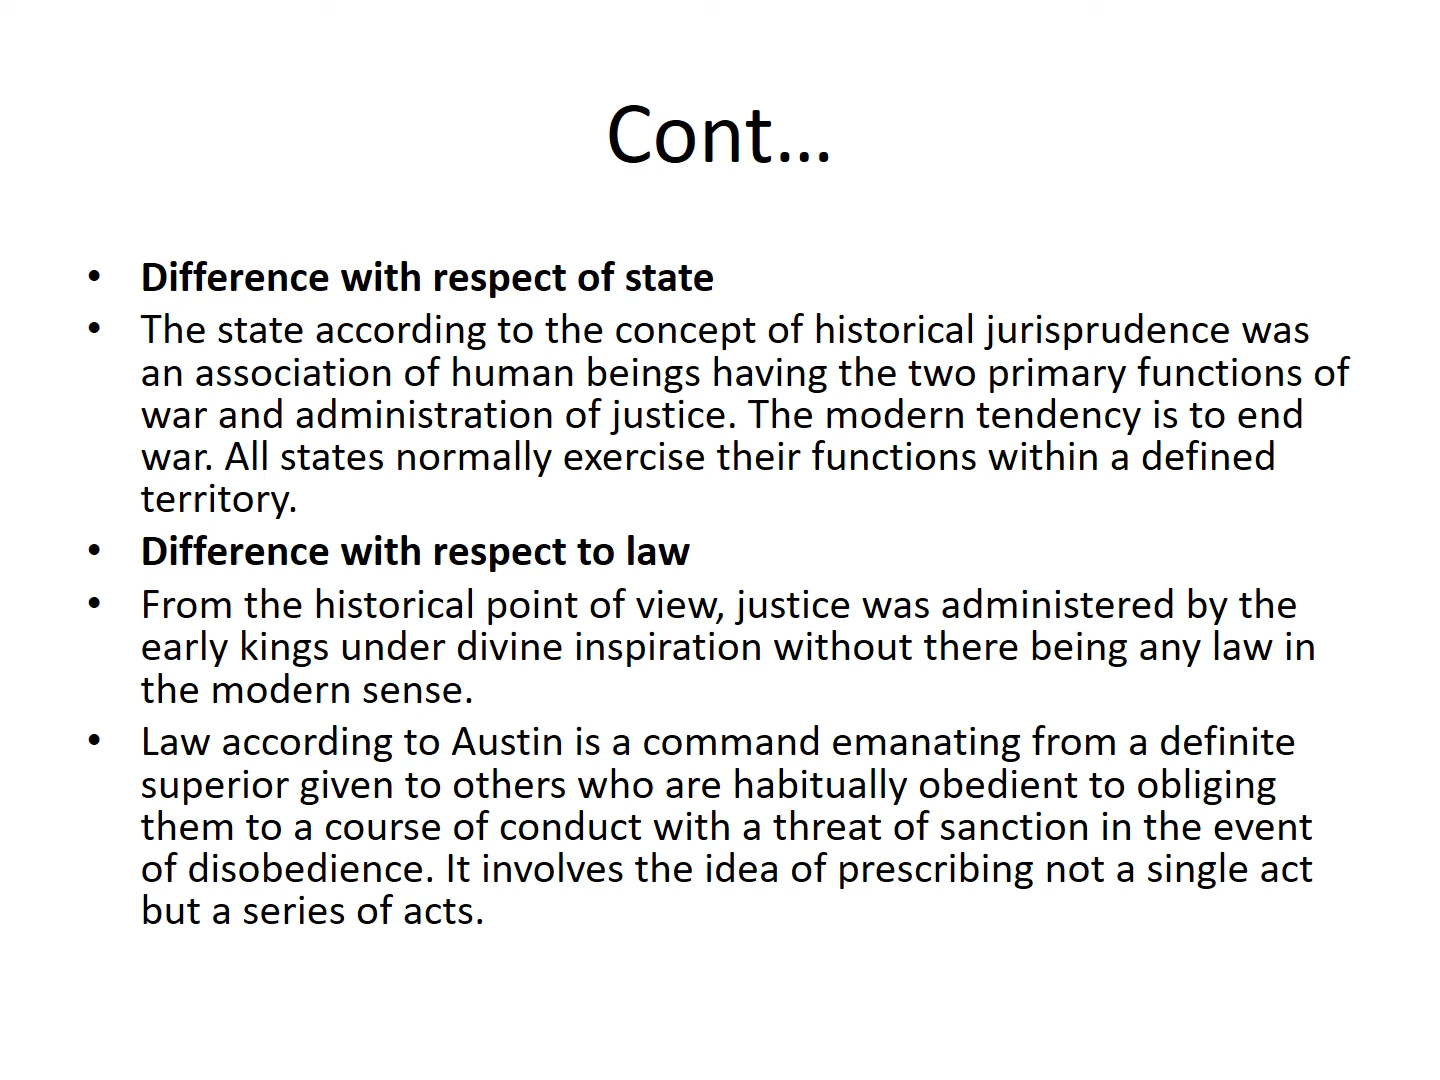 Cont...
• Difference with respect of state
• The state according to the concept of historical jurisprudence was
an association of human beings having the two primary functions of
war and administration of justice. The modern tendency is to end
war. All states normally exercise their functions within a defined
territory.
• Difference with respect to law
• From the historical point of view, justice was administered by the
early kings under divine inspiration without there being any law in
the modern sense.
• Law according to Austin is a command emanating from a definite
superior given to others who are habitually obedient to obliging
them to a course of conduct with a threat of sanction in the event
of disobedience. It involves the idea of prescribing not a single act
but a series of acts.